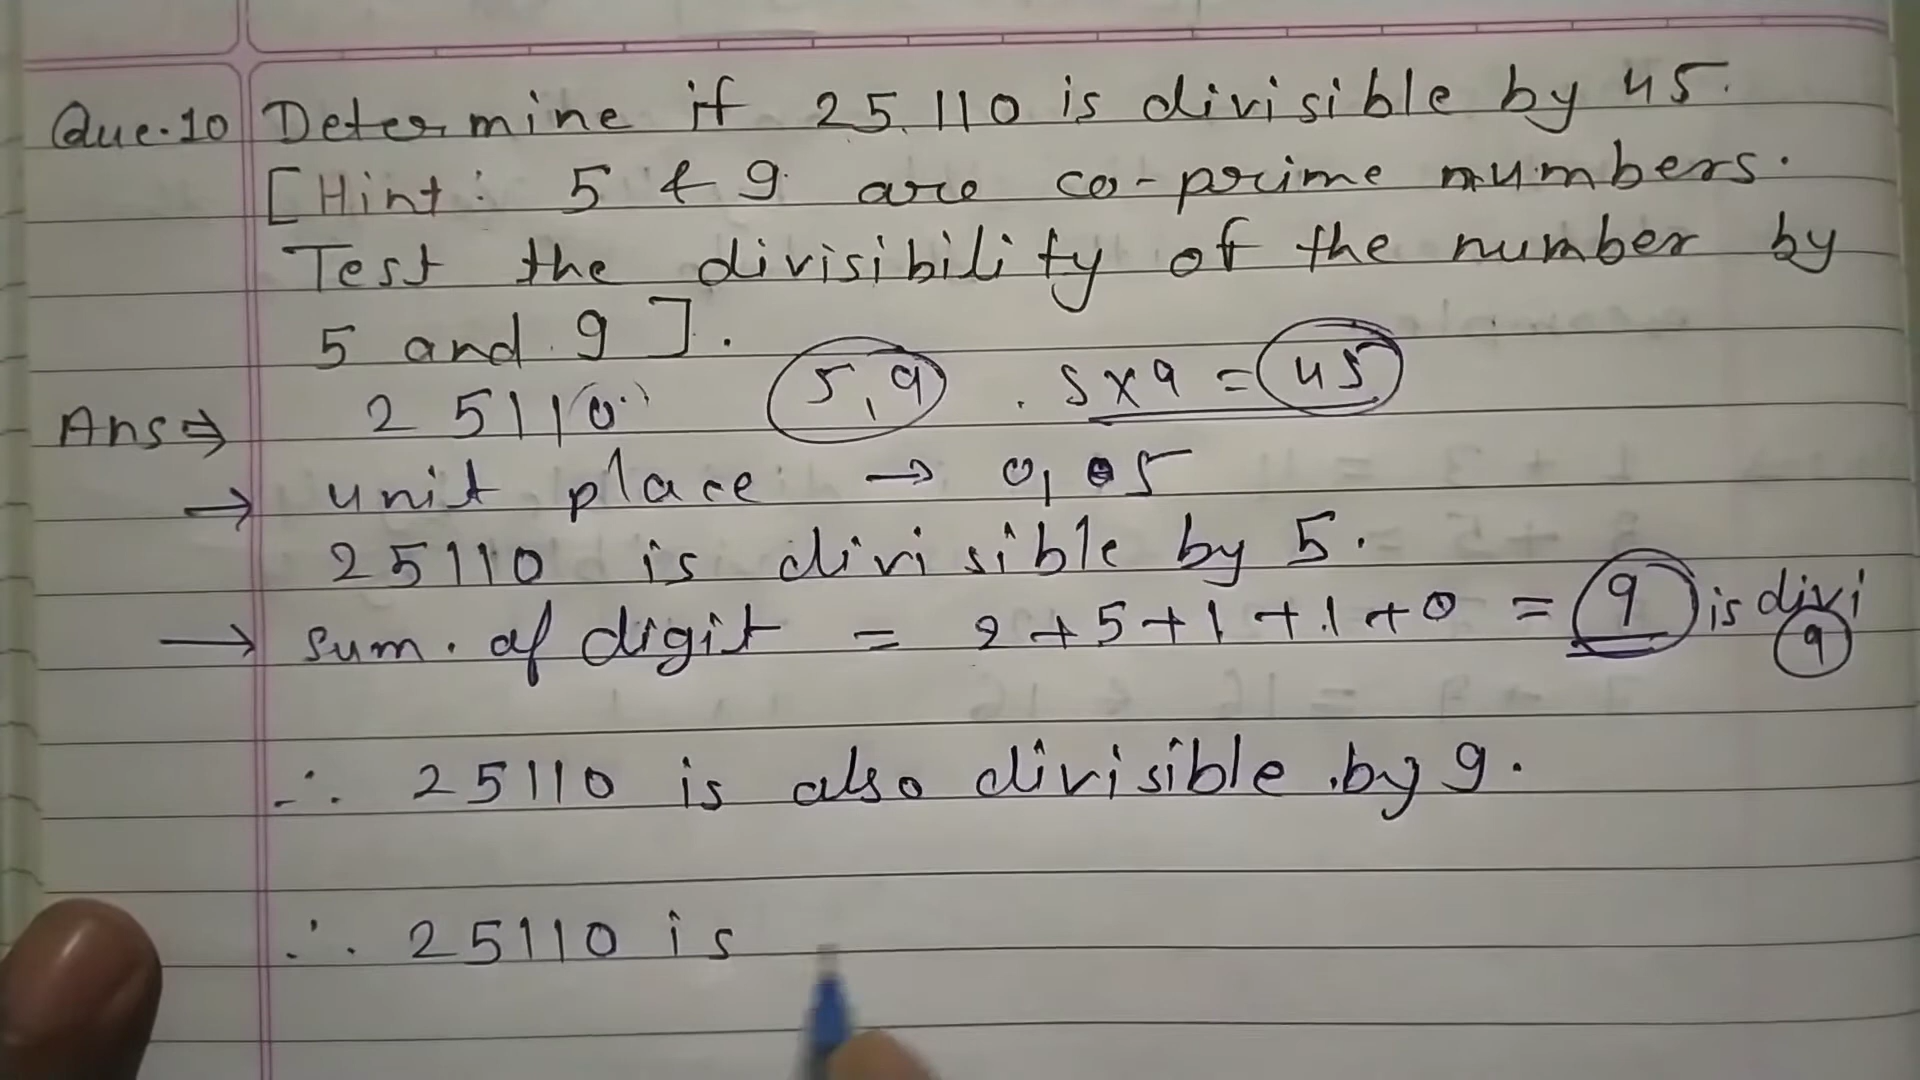 Que.10 Determine if 25110 is divisible by 45.
[Hint: 5 & 9 are co-prime numbers.
Test the divisibility of the number by
5 and 9].
Ans⇒ 25110 5,9 . 5x9 = 45
→ unit place → 0, 05
25110 is divisible by 5.
→ sum. of digit = 2+5+1+1+0 = 9 is divi
9
∴ 25110 is also divisible by 9.
∴ 25110 is